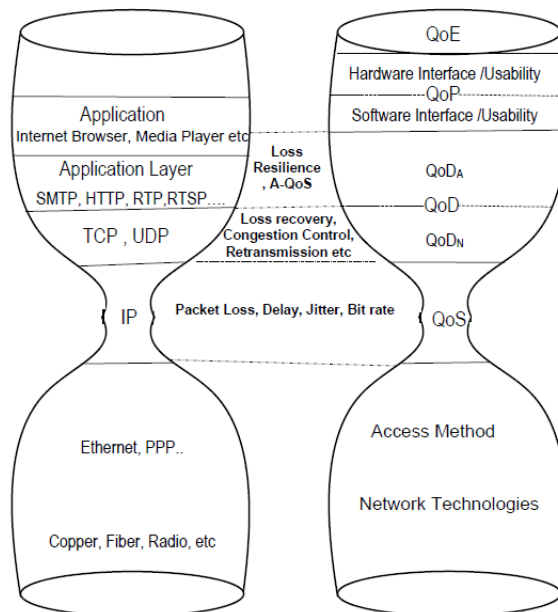 QoE
Hardware Interface /Usability
QoP
Application
Software Interface /Usability
Internet Browser, Media Player etc
Loss
Resilience
, A-QoS
Application Layer
QoDA
SMTP, HTTP, RTP,RTSP....
QoD
Loss recovery,
Congestion Control,
Retransmission etc
TCP , UDP
QoDN
IP
Packet Loss, Delay, Jitter, Bit rate
QoS
Access Method
Ethernet, PPP..
Network Technologies
Copper, Fiber, Radio, etc